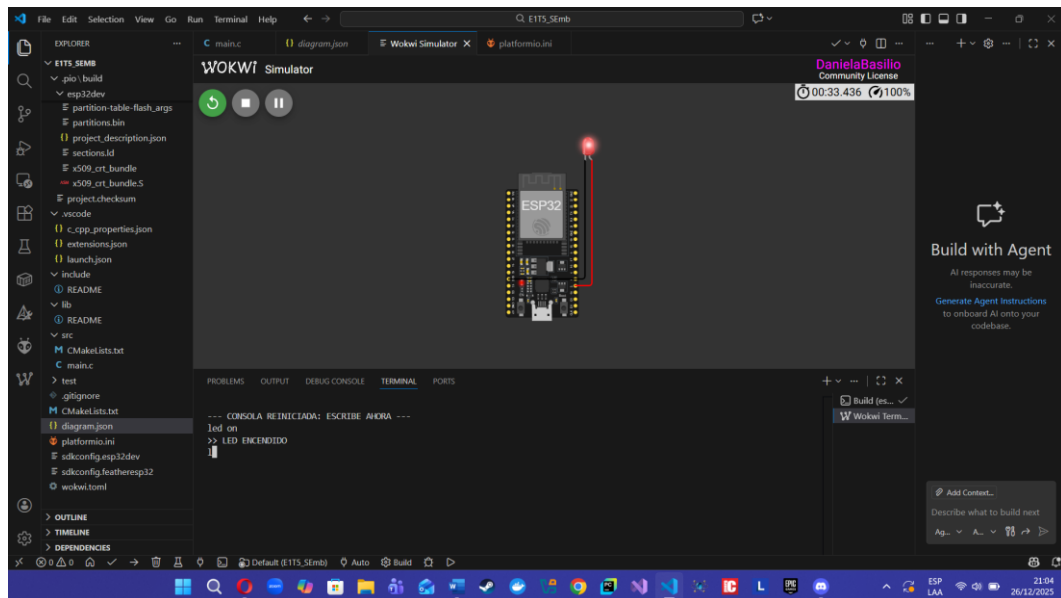 File Edit Selection View Go Run Terminal Help
E1T5_SEmb
EXPLORER
E1T5_SEMB
.pio \ build
esp32dev
partition-table-flash_args
partitions.bin
project_description.json
sections.ld
x509_crt_bundle
x509_crt_bundle.S
project.checksum
.vscode
c_cpp_properties.json
extensions.json
launch.json
include
README
lib
README
src
CMakeLists.txt
main.c
test
.gitignore
CMakeLists.txt
diagram.json
platformio.ini
sdkconfig.esp32dev
sdkconfig.featheresp32
wokwi.toml
OUTLINE
TIMELINE
DEPENDENCIES
main.c
diagram.json
Wokwi Simulator
platformio.ini
WOKWI Simulator
DanielaBasilio
Community License
00:33.436 100%
ESP32
PROBLEMS OUTPUT DEBUG CONSOLE TERMINAL PORTS
--- CONSOLA REINICIADA: ESCRIBE AHORA ---
led on
>> LED ENCENDIDO
l
Build (es...
Wokwi Term...
Build with Agent
AI responses may be
inaccurate.
Generate Agent Instructions
to onboard AI onto your
codebase.
Add Context...
Describe what to build next
Ag... A...
0 0 Default (E1T5_SEmb) Auto Build
ESP
LAA
21:04
26/12/2025